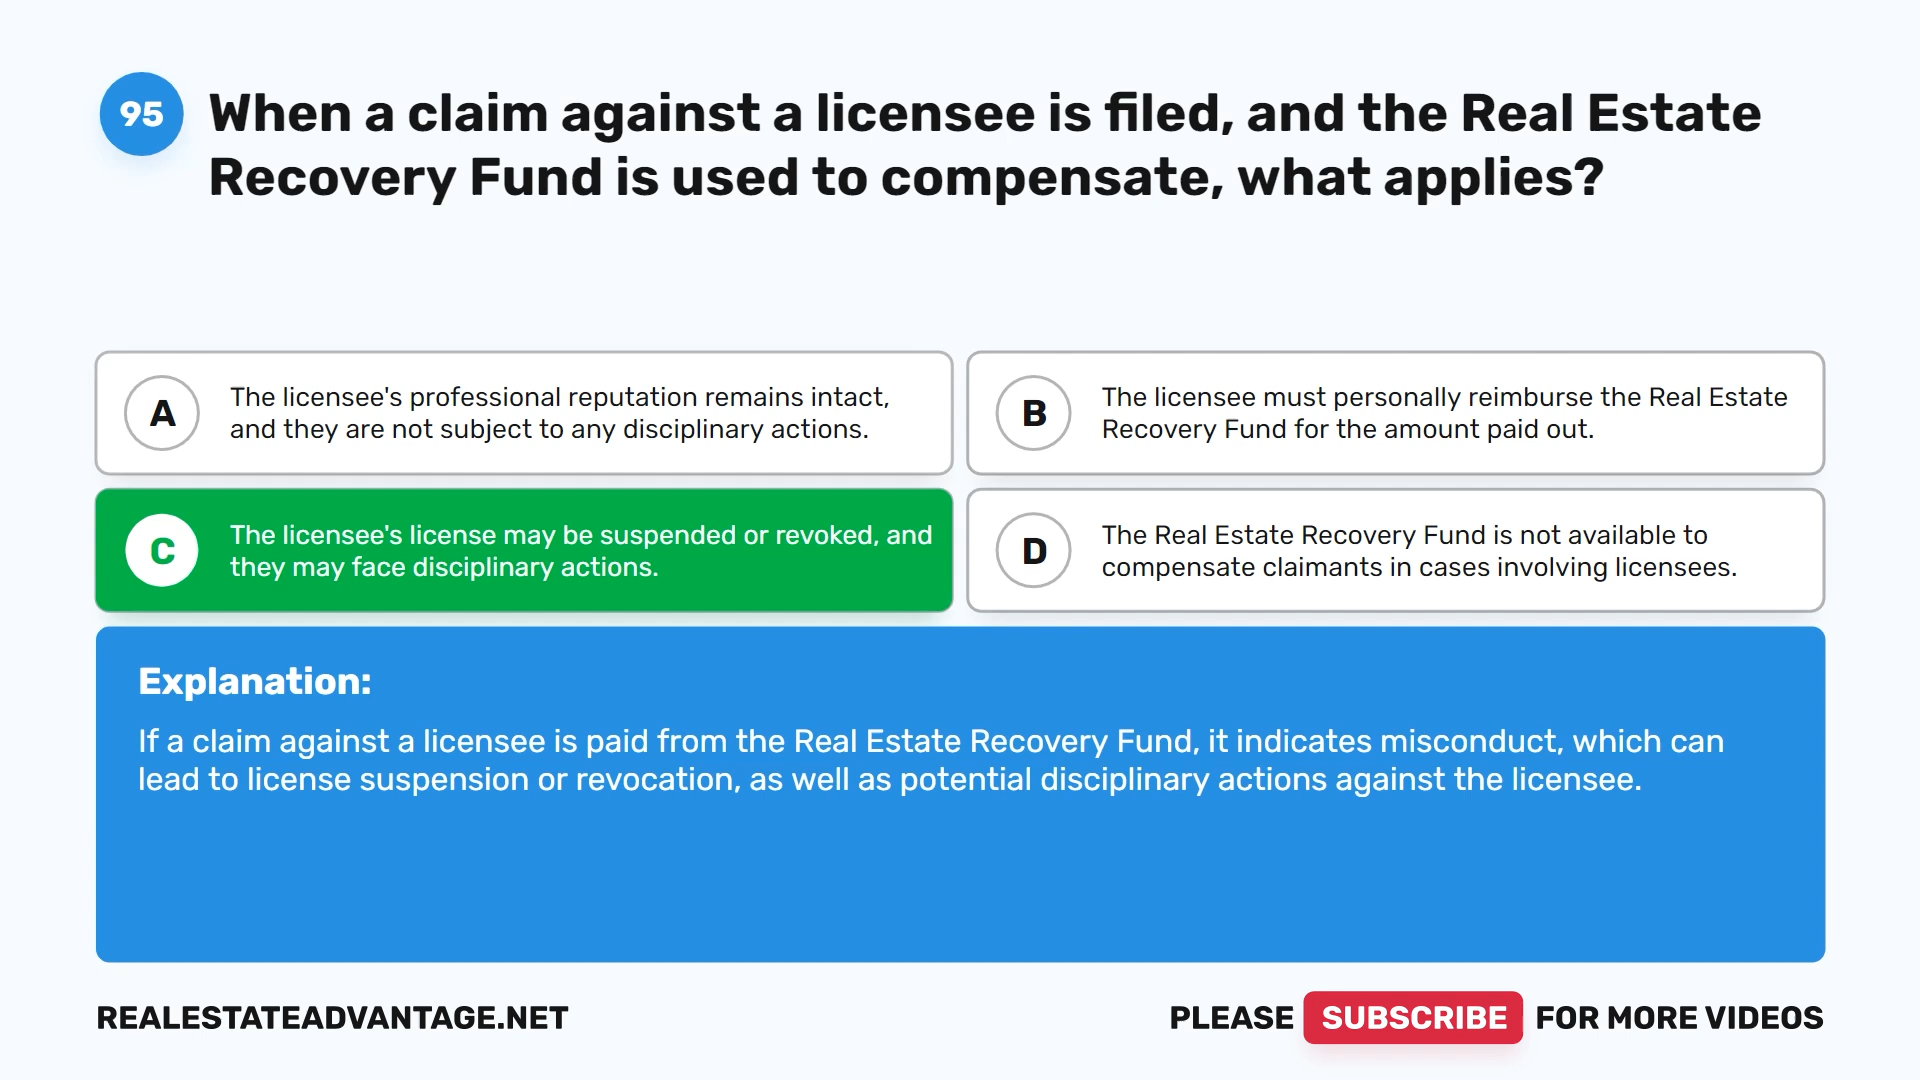 95
When a claim against a licensee is filed, and the Real Estate
Recovery Fund is used to compensate, what applies?
A
The licensee's professional reputation remains intact,
and they are not subject to any disciplinary actions.
B
The licensee must personally reimburse the Real Estate
Recovery Fund for the amount paid out.
C
The licensee's license may be suspended or revoked, and
they may face disciplinary actions.
D
The Real Estate Recovery Fund is not available to
compensate claimants in cases involving licensees.
Explanation:
If a claim against a licensee is paid from the Real Estate Recovery Fund, it indicates misconduct, which can
lead to license suspension or revocation, as well as potential disciplinary actions against the licensee.
REALESTATEADVANTAGE.NET
PLEASE SUBSCRIBE FOR MORE VIDEOS